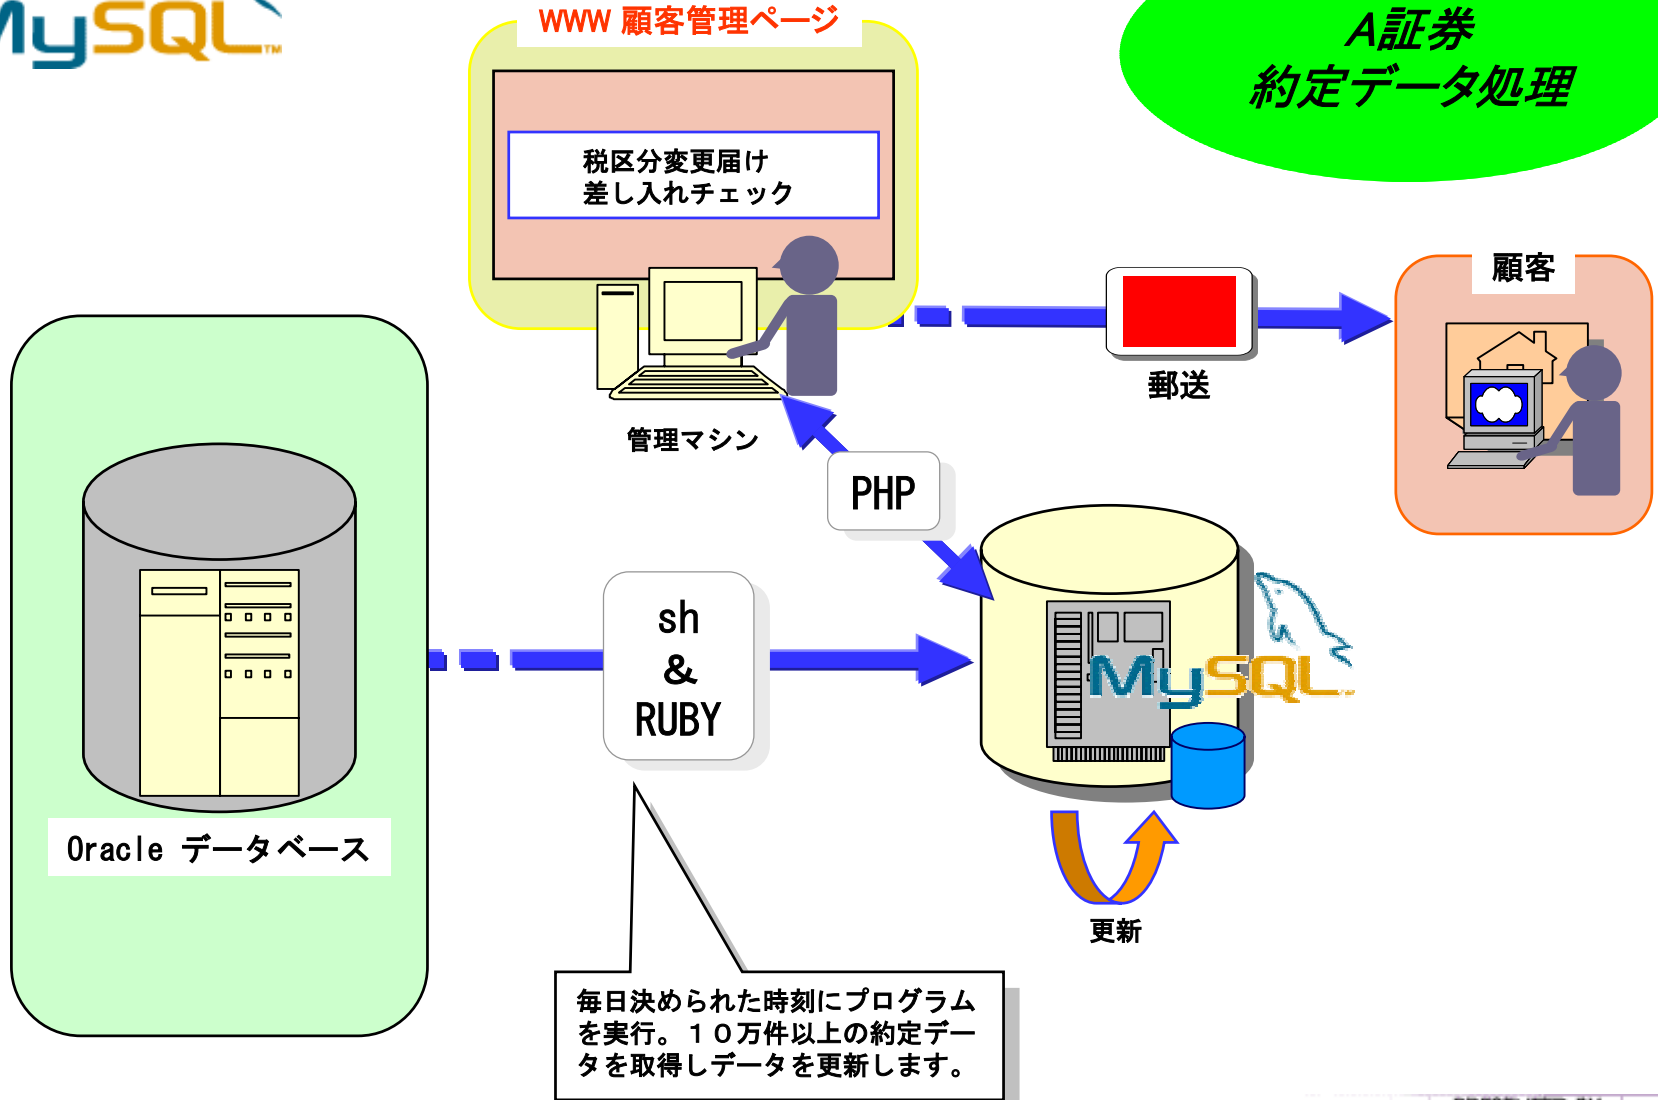 MySQL TM
WWW 顧客管理ページ
A証券
約定データ処理
税区分変更届け
差し入れチェック
顧客
郵送
管理マシン
PHP
sh
&
RUBY
MySQL
Oracle データベース
更新
毎日決められた時刻にプログラム
を実行。１０万件以上の約定デー
タを取得しデータを更新します。